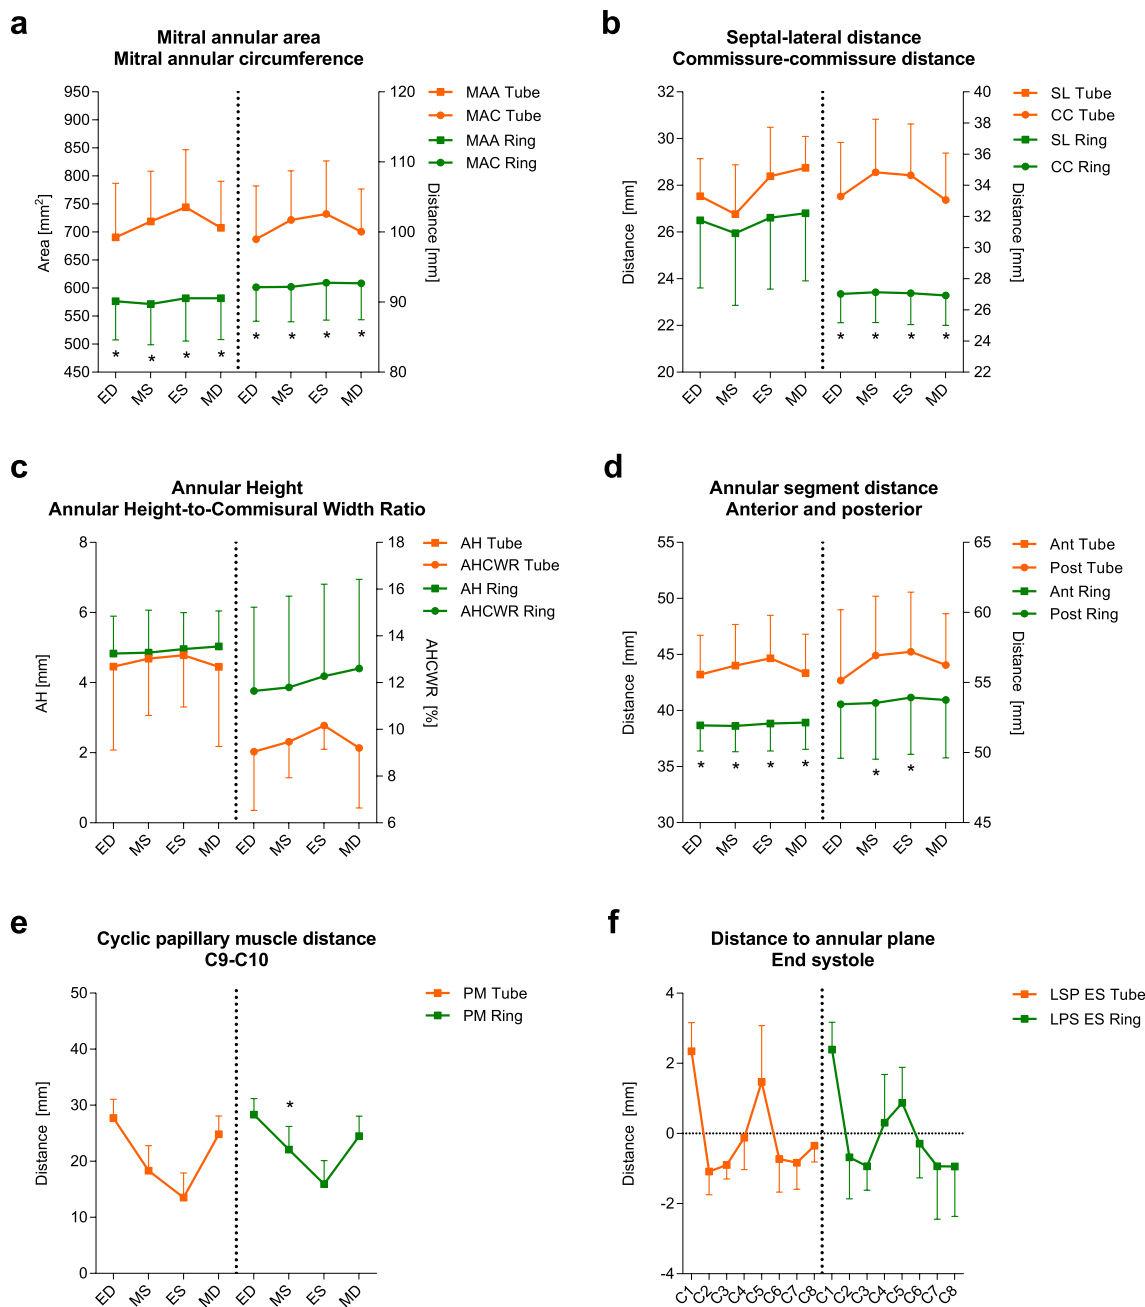 a
Mitral annular area
Mitral annular circumference
950
900
850
800
750
700
650
600
550
500
450
Area [mm²]
120
110
100
90
80
Distance [mm]
MAA Tube
MAC Tube
MAA Ring
MAC Ring
* * * * * * * *
ED MS ES MD ED MS ES MD
b
Septal-lateral distance
Commissure-commissure distance
32
30
28
26
24
22
20
Distance [mm]
40
38
36
34
32
30
28
26
24
22
Distance [mm]
SL Tube
CC Tube
SL Ring
CC Ring
* * * *
ED MS ES MD ED MS ES MD
c
Annular Height
Annular Height-to-Commisural Width Ratio
8
6
4
2
0
AH [mm]
18
16
14
12
10
8
6
AHCWR [%]
AH Tube
AHCWR Tube
AH Ring
AHCWR Ring
ED MS ES MD ED MS ES MD
d
Annular segment distance
Anterior and posterior
55
50
45
40
35
30
Distance [mm]
65
60
55
50
45
Distance [mm]
Ant Tube
Post Tube
Ant Ring
Post Ring
* * * * * *
ED MS ES MD ED MS ES MD
e
Cyclic papillary muscle distance
C9-C10
50
40
30
20
10
0
Distance [mm]
PM Tube
PM Ring
*
ED MS ES MD ED MS ES MD
f
Distance to annular plane
End systole
4
2
0
-2
-4
Distance [mm]
LSP ES Tube
LPS ES Ring
C1 C2 C3 C4 C5 C6 C7 C8 C1 C2 C3 C4 C5 C6 C7 C8